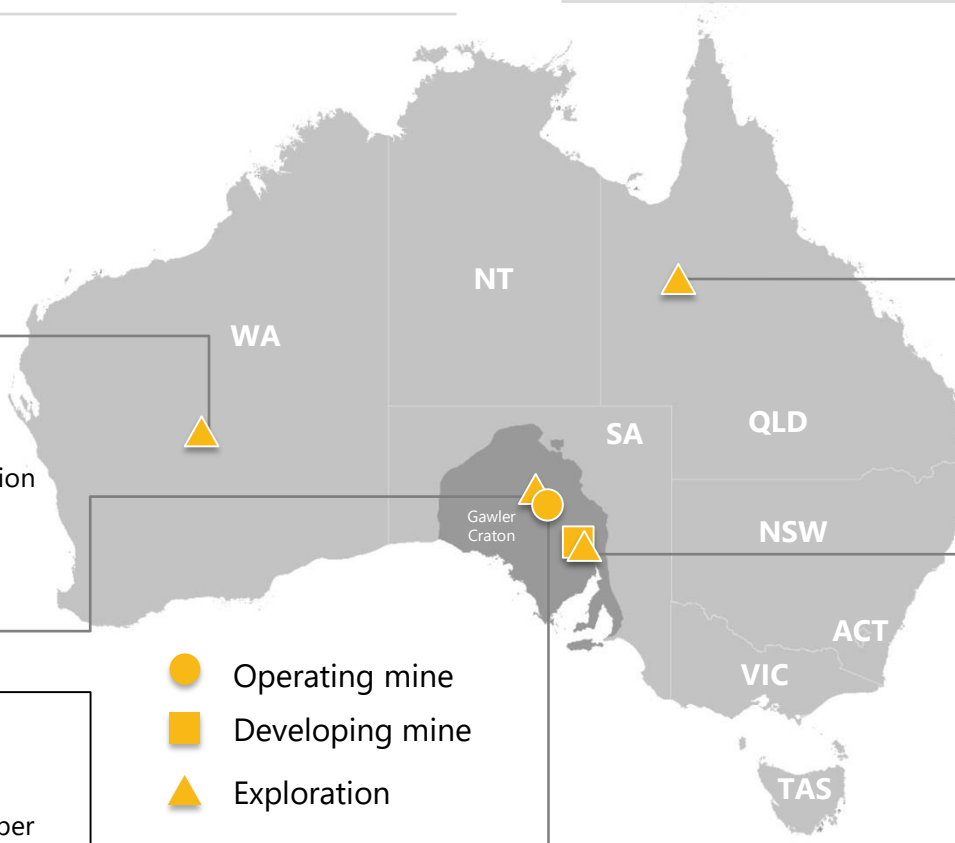 NT
WA
QLD
SA
Gawler
Craton
NSW
ACT
VIC
TAS
Operating mine
Developing mine
Exploration